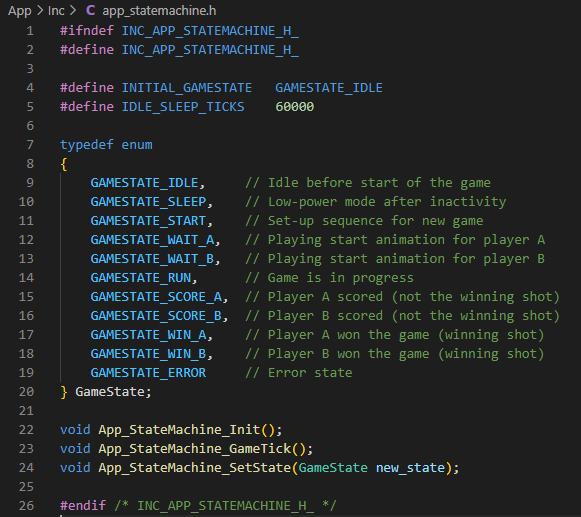 App > Inc > C app_statemachine.h
1 #ifndef INC_APP_STATEMACHINE_H_
2 #define INC_APP_STATEMACHINE_H_
3
4 #define INITIAL_GAMESTATE   GAMESTATE_IDLE
5 #define IDLE_SLEEP_TICKS    60000
6
7 typedef enum
8 {
9     GAMESTATE_IDLE,     // Idle before start of the game
10     GAMESTATE_SLEEP,    // Low-power mode after inactivity
11     GAMESTATE_START,    // Set-up sequence for new game
12     GAMESTATE_WAIT_A,   // Playing start animation for player A
13     GAMESTATE_WAIT_B,   // Playing start animation for player B
14     GAMESTATE_RUN,      // Game is in progress
15     GAMESTATE_SCORE_A,  // Player A scored (not the winning shot)
16     GAMESTATE_SCORE_B,  // Player B scored (not the winning shot)
17     GAMESTATE_WIN_A,    // Player A won the game (winning shot)
18     GAMESTATE_WIN_B,    // Player B won the game (winning shot)
19     GAMESTATE_ERROR     // Error state
20 } GameState;
21
22 void App_StateMachine_Init();
23 void App_StateMachine_GameTick();
24 void App_StateMachine_SetState(GameState new_state);
25
26 #endif /* INC_APP_STATEMACHINE_H_ */